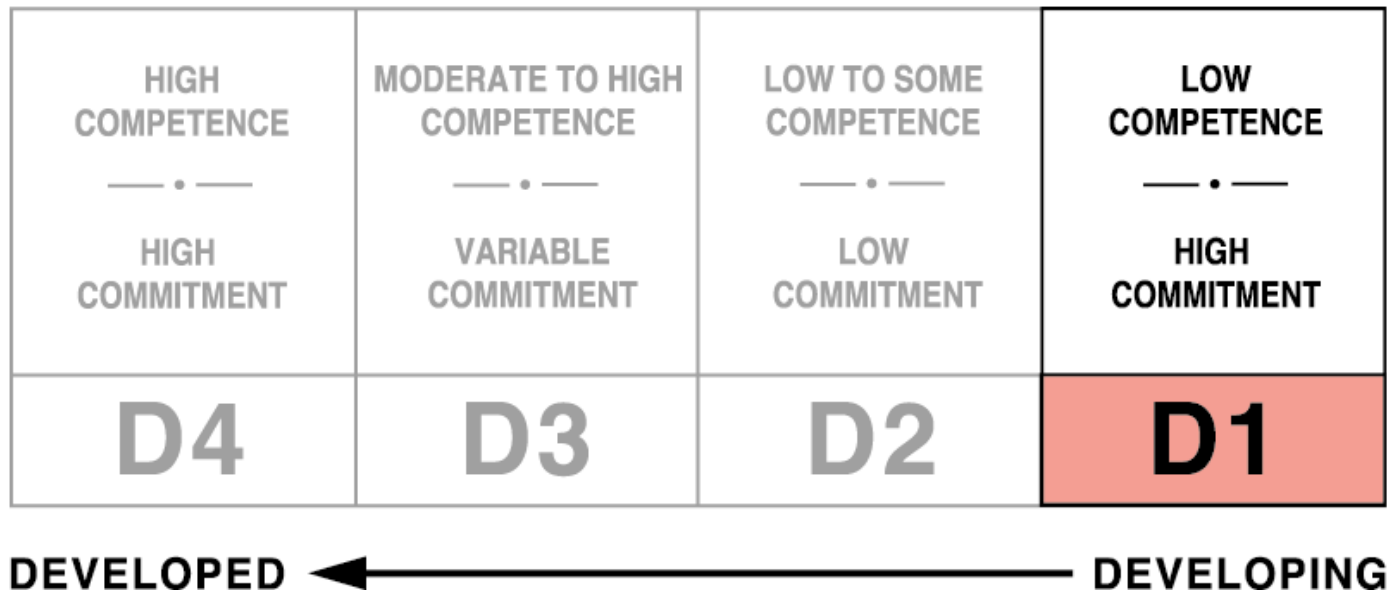 HIGH
COMPETENCE
HIGH
COMMITMENT
D4
MODERATE TO HIGH
COMPETENCE
VARIABLE
COMMITMENT
D3
LOW TO SOME
COMPETENCE
LOW
COMMITMENT
D2
LOW
COMPETENCE
HIGH
COMMITMENT
D1
DEVELOPED
DEVELOPING